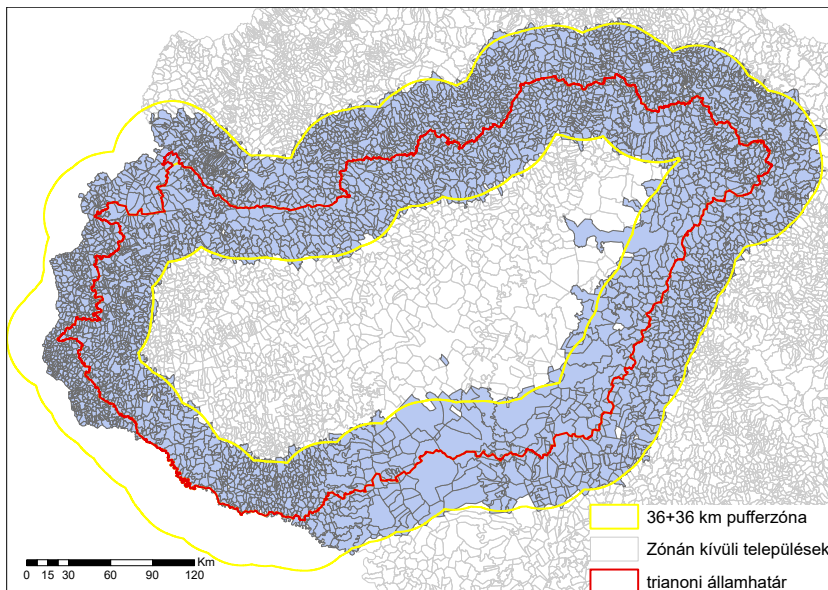 36+36 km pufferzóna
Zónán kívüli települések
trianoni államhatár
Km
0 15 30 60 90 120